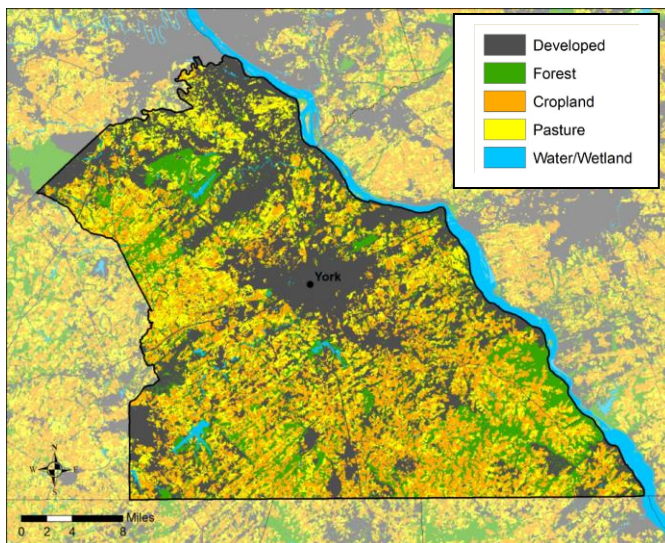 Developed
Forest
Cropland
Pasture
Water/Wetland
York
N
W E
S
Miles
0 2 4 8